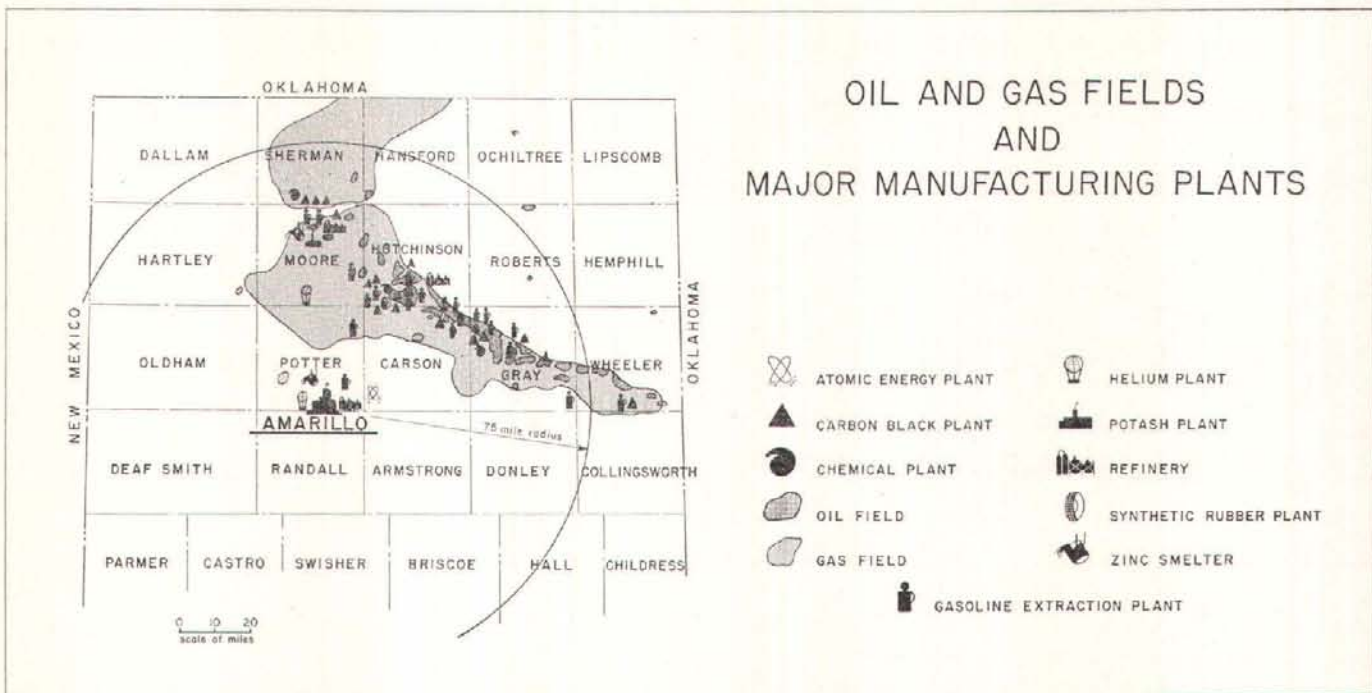 OIL AND GAS FIELDS
AND
MAJOR MANUFACTURING PLANTS
OKLAHOMA
DALLAM SHERMAN HANSFORD OCHILTREE LIPSCOMB
HARTLEY MOORE HUTCHINSON ROBERTS HEMPHILL
NEW MEXICO
OKLAHOMA
OLDHAM POTTER CARSON GRAY WHEELER
AMARILLO
75 mile radius
DEAF SMITH RANDALL ARMSTRONG DONLEY COLLINGSWORTH
PARMER CASTRO SWISHER BRISCOE HALL CHILDRESS
0 10 20
scale of miles
ATOMIC ENERGY PLANT
CARBON BLACK PLANT
CHEMICAL PLANT
OIL FIELD
GAS FIELD
HELIUM PLANT
POTASH PLANT
REFINERY
SYNTHETIC RUBBER PLANT
ZINC SMELTER
GASOLINE EXTRACTION PLANT